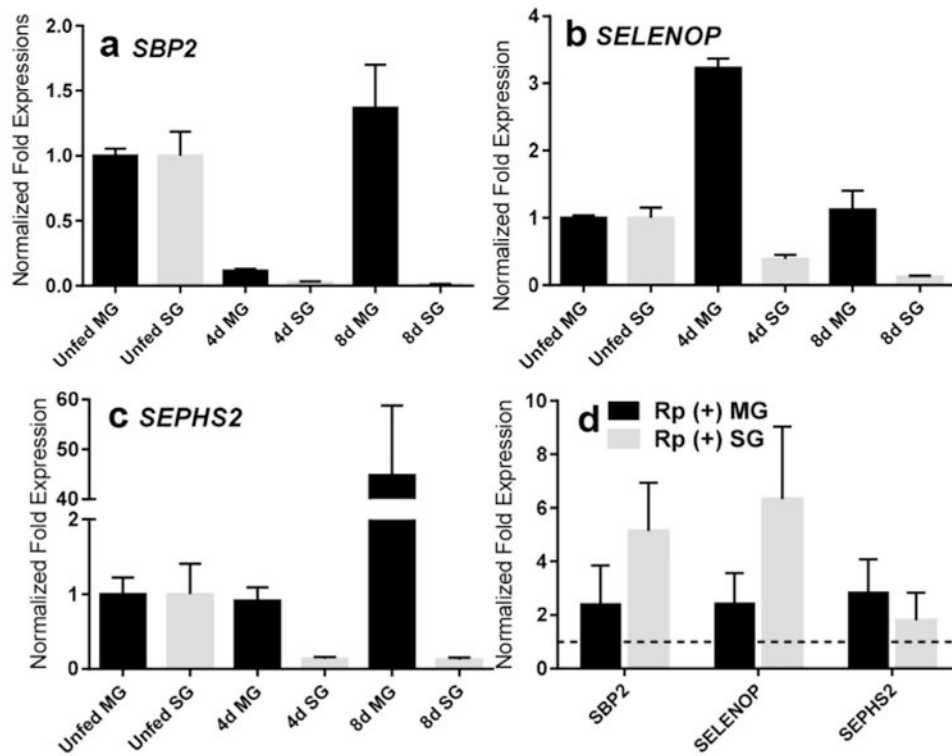 a SBP2
Normalized Fold Expressions
2.0
1.5
1.0
0.5
0.0
Unfed MG
Unfed SG
4d MG
4d SG
8d MG
8d SG
b SELENOP
Normalized Fold Expression
4
3
2
1
0
Unfed MG
Unfed SG
4d MG
4d SG
8d MG
8d SG
c SEPHS2
Normalized Fold Expression
60
50
40
2
1
0
Unfed MG
Unfed SG
4d MG
4d SG
8d MG
8d SG
d
Rp (+) MG
Rp (+) SG
Normalized Fold Expression
10
8
6
4
2
0
SBP2
SELENOP
SEPHS2